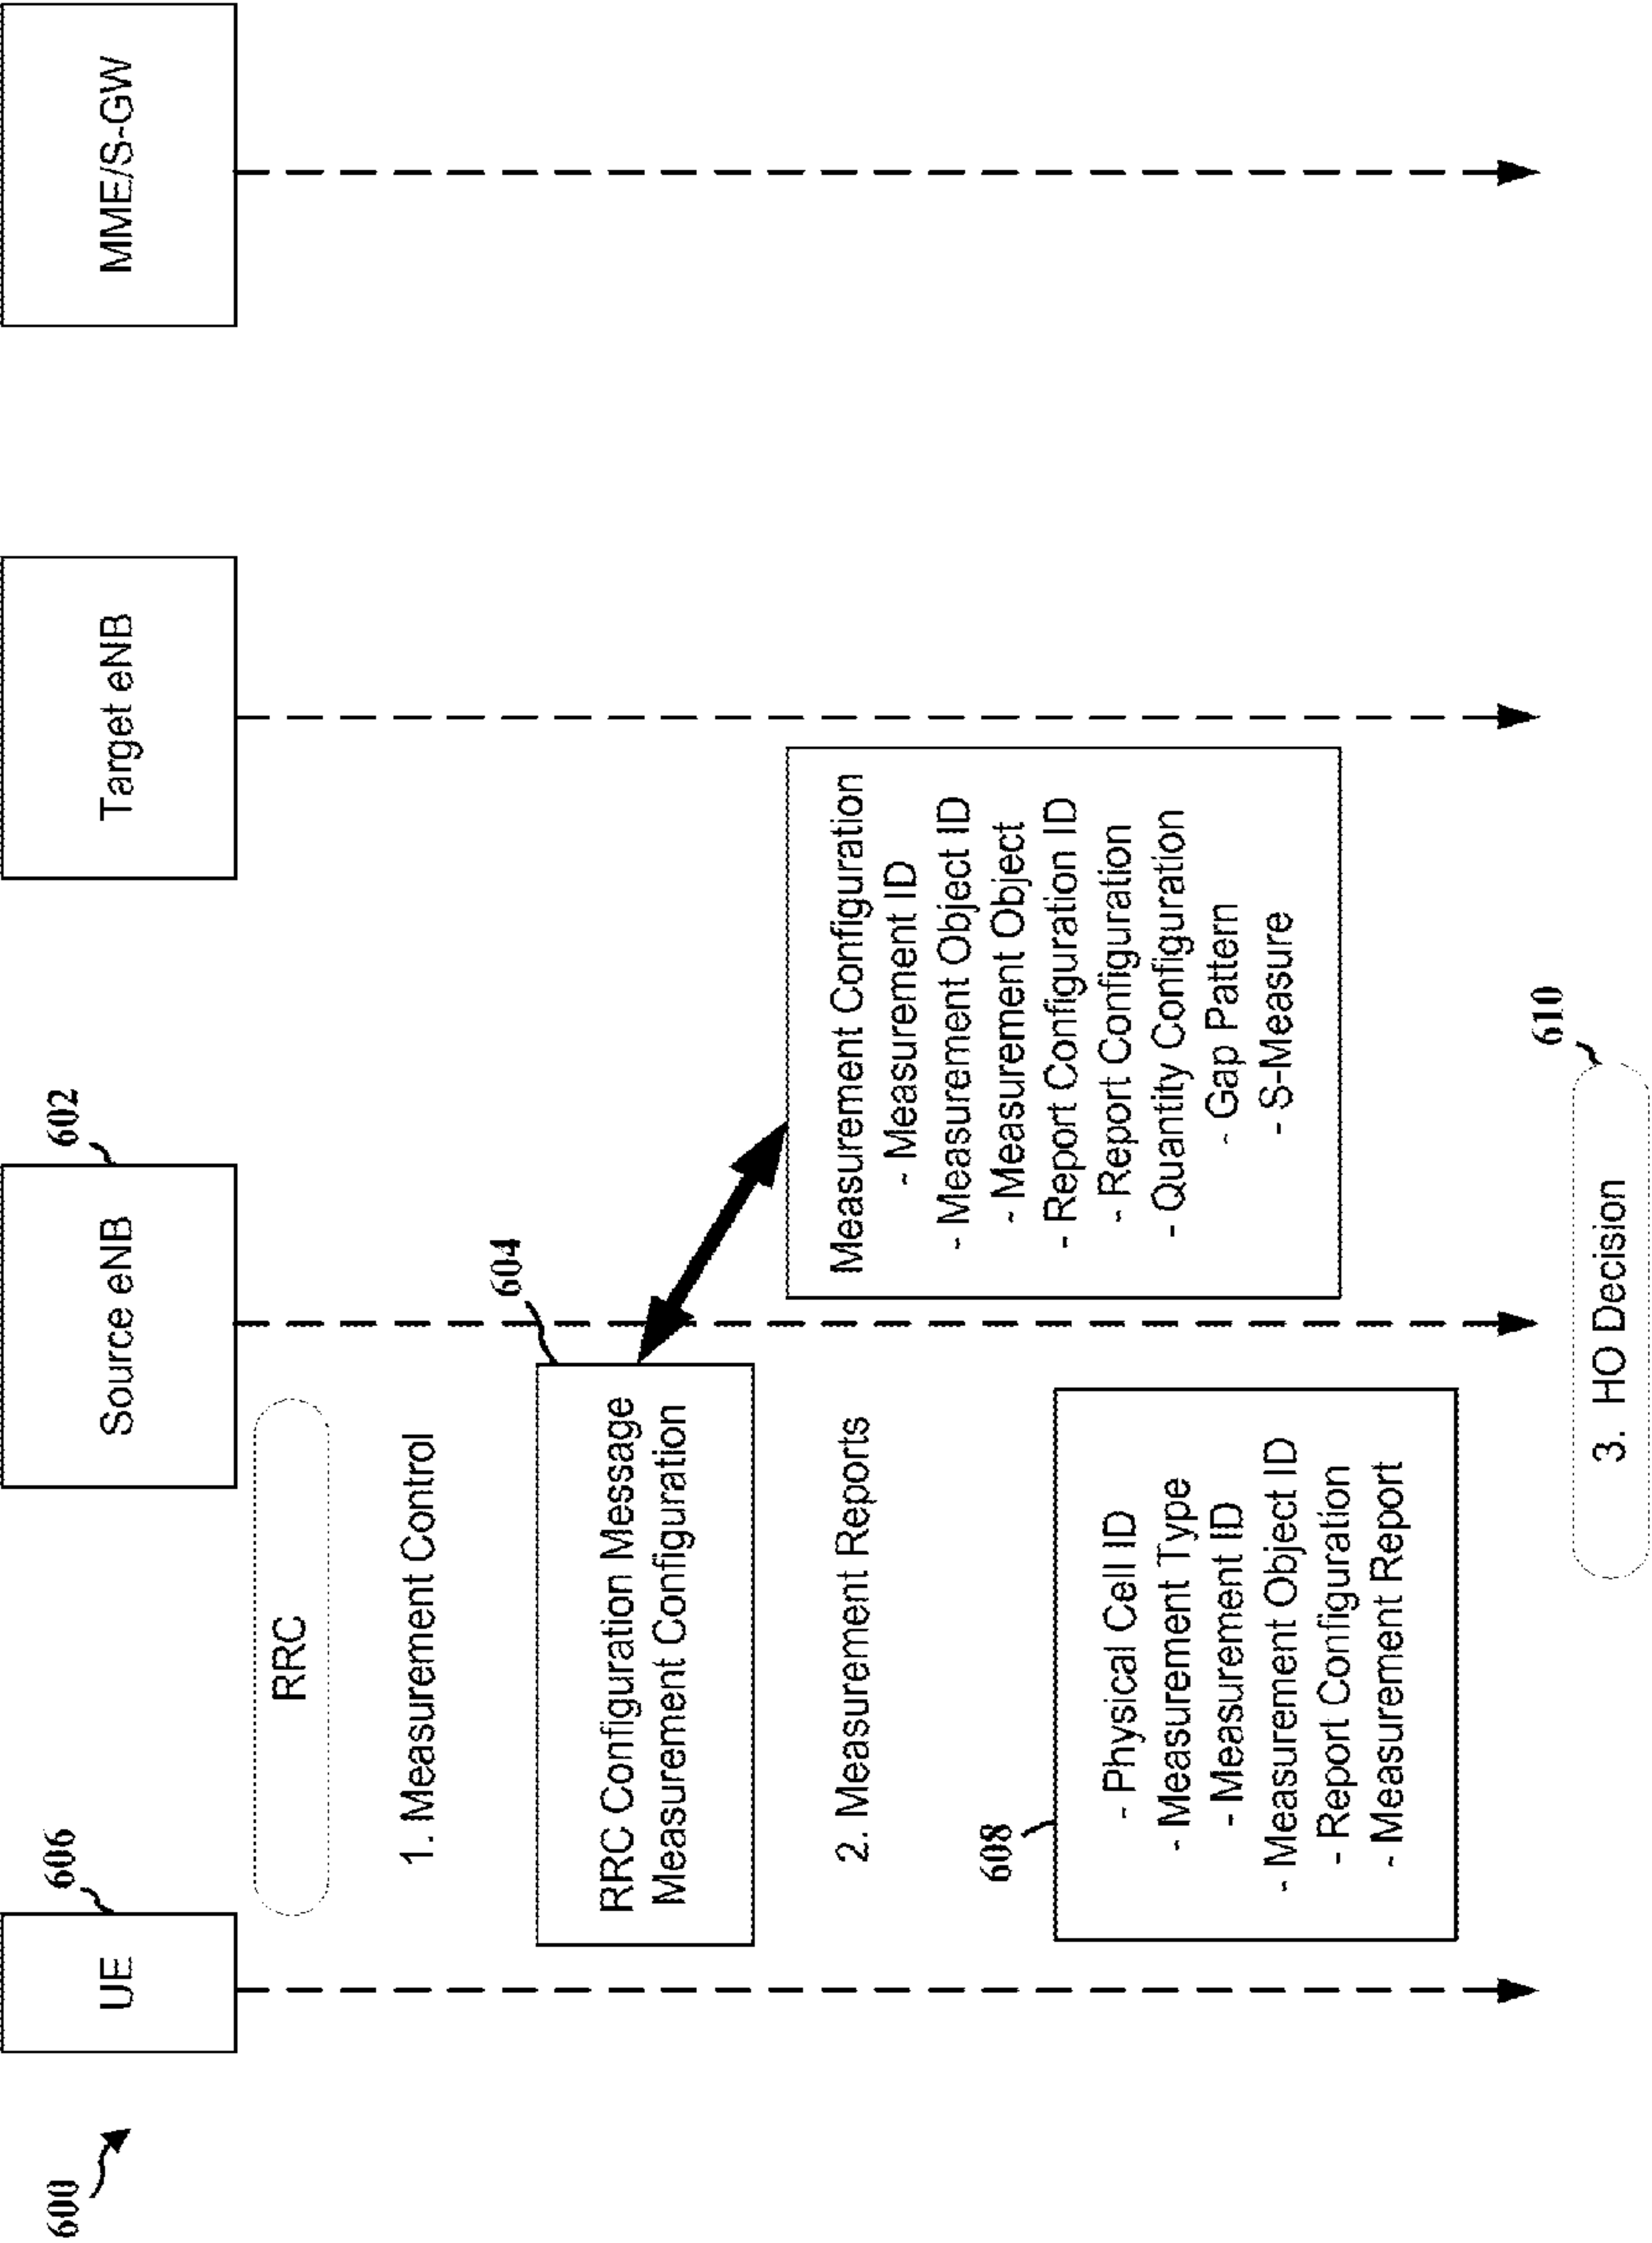 600
606
602
UE
Source eNB
Target eNB
MME/S-GW
RRC
1. Measurement Control
604
RRC Configuration Message
Measurement Configuration
2. Measurement Reports
Measurement Configuration
~ Measurement ID
- Measurement Object ID
~ Measurement Object
- Report Configuration ID
- Report Configuration
- Quantity Configuration
~ Gap Pattern
- S-Measure
608
- Physical Cell ID
- Measurement Type
- Measurement ID
- Measurement Object ID
- Report Configuration
~ Measurement Report
610
3. HO Decision